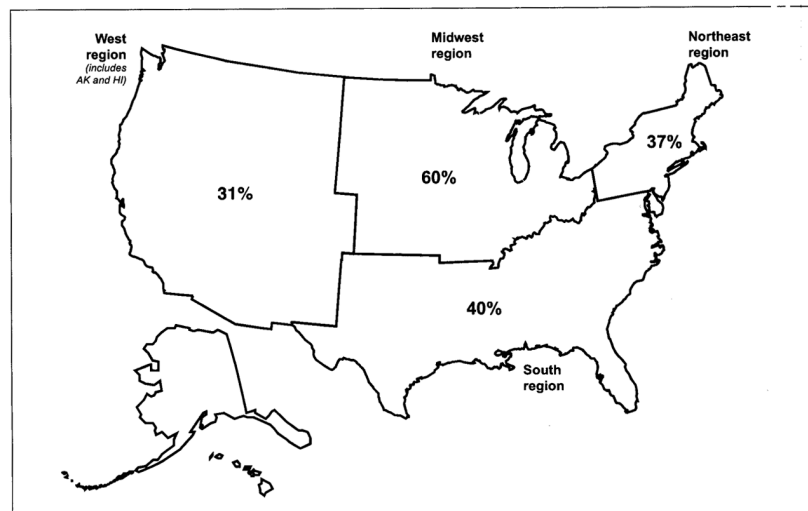 West
region
(includes
AK and HI)
Midwest
region
Northeast
region
37%
60%
31%
40%
South
region